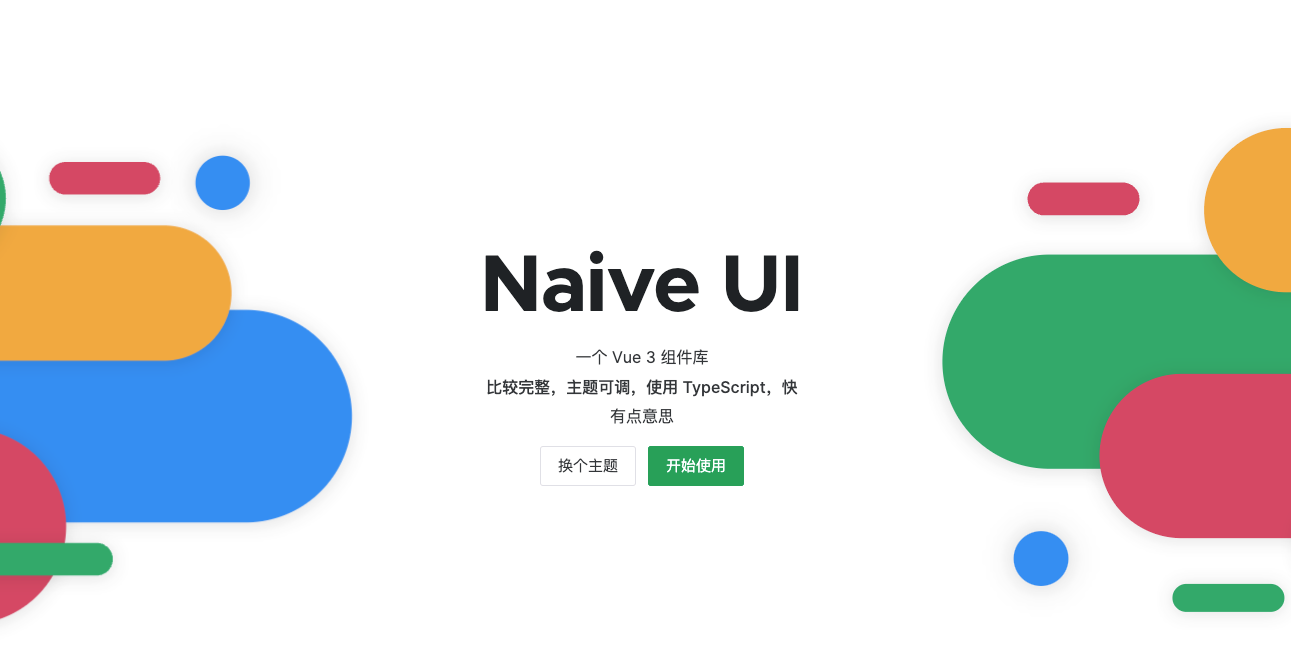 Naive UI
一个 Vue 3 组件库
比较完整，主题可调，使用 TypeScript，快
有点意思
换个主题
开始使用